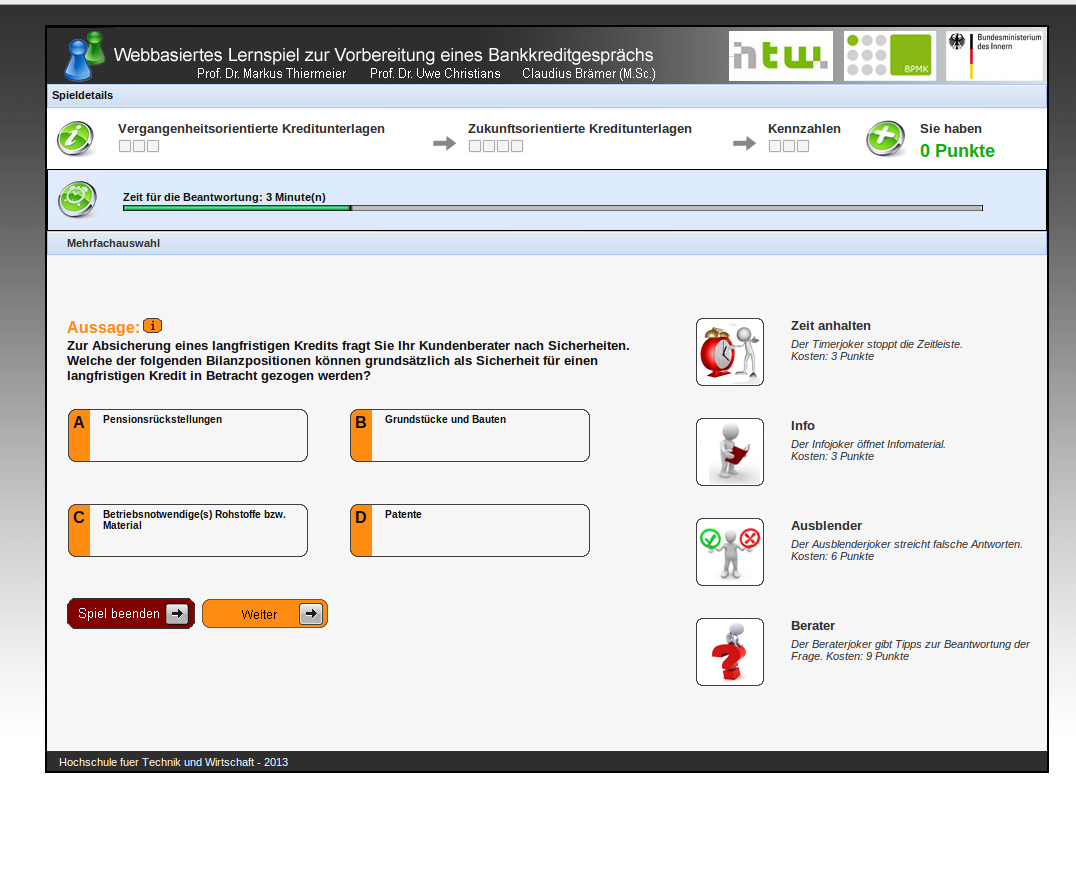 Webbasiertes Lernspiel zur Vorbereitung eines Bankkreditgesprächs
Prof. Dr. Markus Thiermeier Prof. Dr. Uwe Christians Claudius Brämer (M.Sc.)
htw.
BPMK
Bundesministerium
des Innern
Spieldetails
Vergangenheitsorientierte Kreditunterlagen
Zukunftsorientierte Kreditunterlagen
Kennzahlen
Sie haben
0 Punkte
Zeit für die Beantwortung: 3 Minute(n)
Mehrfachauswahl
Aussage: i
Zur Absicherung eines langfristigen Kredits fragt Sie Ihr Kundenberater nach Sicherheiten.
Welche der folgenden Bilanzpositionen können grundsätzlich als Sicherheit für einen
langfristigen Kredit in Betracht gezogen werden?
A Pensionsrückstellungen
B Grundstücke und Bauten
C Betriebsnotwendige(s) Rohstoffe bzw.
Material
D Patente
Spiel beenden
Weiter
Zeit anhalten
Der Timerjoker stoppt die Zeitleiste.
Kosten: 3 Punkte
Info
Der Infojoker öffnet Infomaterial.
Kosten: 3 Punkte
Ausblender
Der Ausblenderjoker streicht falsche Antworten.
Kosten: 6 Punkte
Berater
Der Beraterjoker gibt Tipps zur Beantwortung der
Frage. Kosten: 9 Punkte
Hochschule fuer Technik und Wirtschaft - 2013